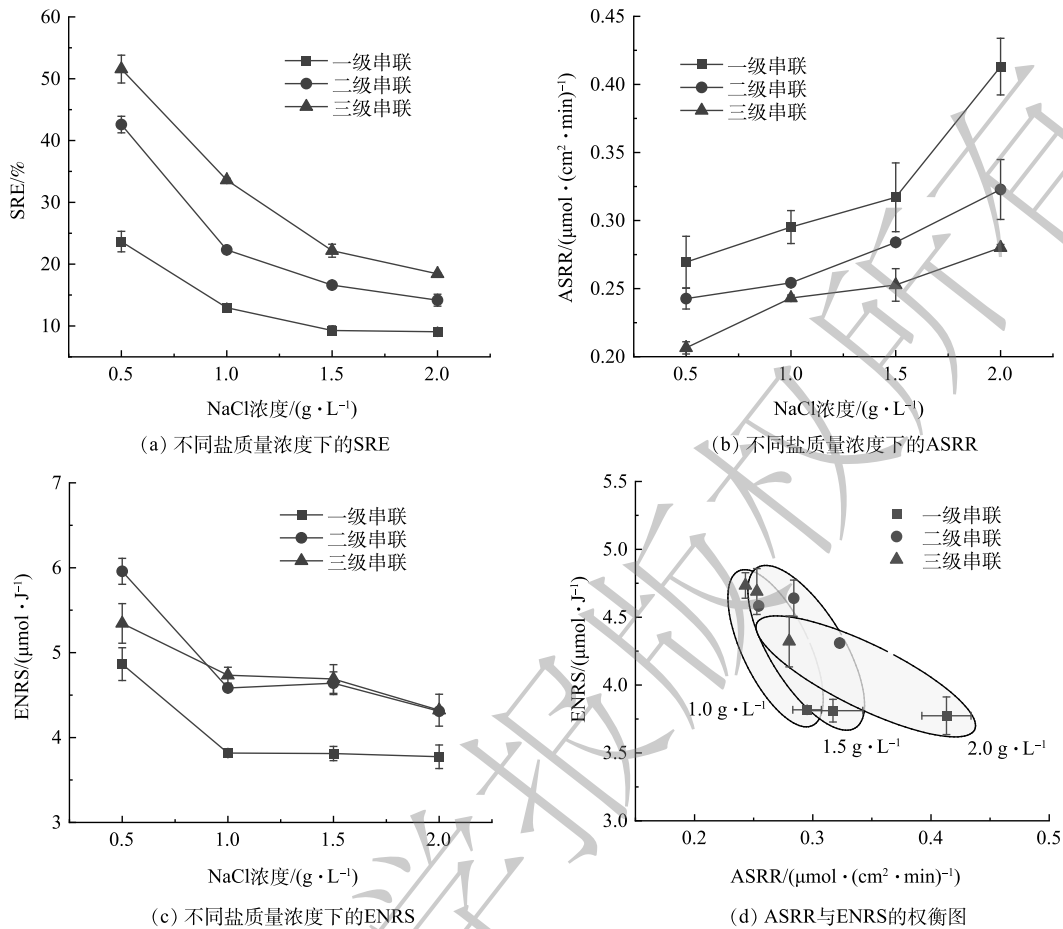 60
50
40
30
20
10
SRE/%
一级串联
二级串联
三级串联
0.5
1.0
1.5
2.0
NaCl浓度/(g·L⁻¹)
(a) 不同盐质量浓度下的SRE
0.45
0.40
0.35
0.30
0.25
0.20
ASRR/(μmol·(cm²·min)⁻¹)
一级串联
二级串联
三级串联
0.5
1.0
1.5
2.0
NaCl浓度/(g·L⁻¹)
(b) 不同盐质量浓度下的ASRR
7
6
5
4
3
ENRS/(μmol·J⁻¹)
一级串联
二级串联
三级串联
0.5
1.0
1.5
2.0
NaCl浓度/(g·L⁻¹)
(c) 不同盐质量浓度下的ENRS
5.5
5.0
4.5
4.0
3.5
3.0
ENRS/(μmol·J⁻¹)
一级串联
二级串联
三级串联
1.0 g·L⁻¹
1.5 g·L⁻¹
2.0 g·L⁻¹
0.2
0.3
0.4
0.5
ASRR/(μmol·(cm²·min)⁻¹)
(d) ASRR与ENRS的权衡图
学报版权所有